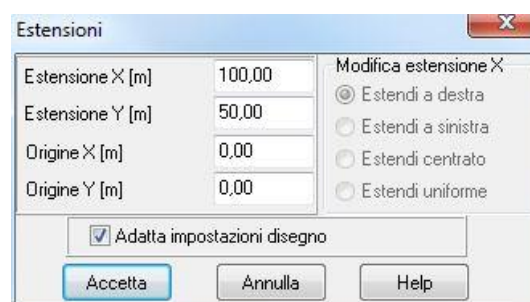 Estensioni
X
Estensione X [m] 100,00
Estensione Y [m] 50,00
Origine X [m] 0,00
Origine Y [m] 0,00
Modifica estensione X
Estendi a destra
Estendi a sinistra
Estendi centrato
Estendi uniforme
Adatta impostazioni disegno
Accetta Annulla Help